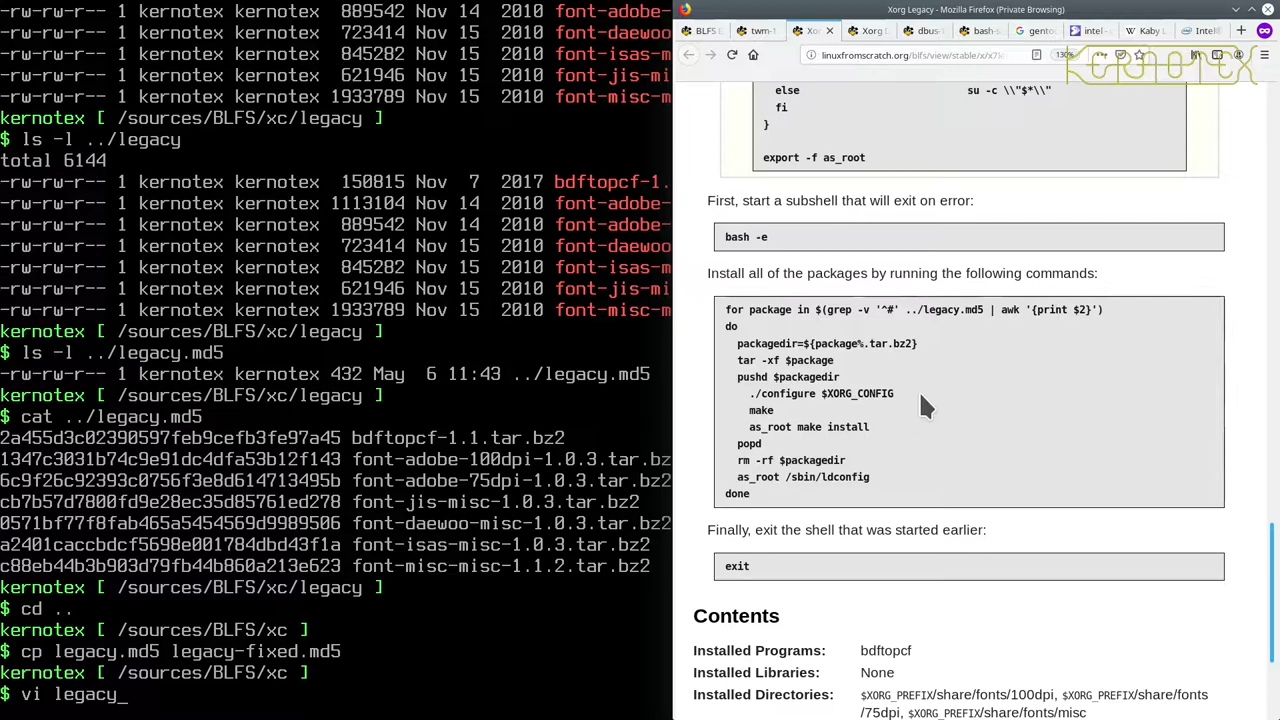 -rw-rw-r-- 1 kernotex kernotex  889542 Nov 14  2010 font-adobe-
-rw-rw-r-- 1 kernotex kernotex  723414 Nov 15  2010 font-daewoo
-rw-rw-r-- 1 kernotex kernotex  845282 Nov 15  2010 font-isas-m
-rw-rw-r-- 1 kernotex kernotex  621946 Nov 15  2010 font-jis-mi
-rw-rw-r-- 1 kernotex kernotex 1933789 Nov 15  2010 font-misc-m
kernotex [ /sources/BLFS/xc/legacy ]
$ ls -l ../legacy
total 6144
-rw-rw-r-- 1 kernotex kernotex  150815 Nov  7  2017 bdftopcf-1.
-rw-rw-r-- 1 kernotex kernotex 1113104 Nov 14  2010 font-adobe-
-rw-rw-r-- 1 kernotex kernotex  889542 Nov 14  2010 font-adobe-
-rw-rw-r-- 1 kernotex kernotex  723414 Nov 15  2010 font-daewoo
-rw-rw-r-- 1 kernotex kernotex  845282 Nov 15  2010 font-isas-m
-rw-rw-r-- 1 kernotex kernotex  621946 Nov 15  2010 font-jis-mi
-rw-rw-r-- 1 kernotex kernotex 1933789 Nov 15  2010 font-misc-m
kernotex [ /sources/BLFS/xc/legacy ]
$ ls -l ../legacy.md5
-rw-rw-r-- 1 kernotex kernotex 432 May  6 11:43 ../legacy.md5
kernotex [ /sources/BLFS/xc/legacy ]
$ cat ../legacy.md5
2a455d3c02390597feb9cefb3fe97a45 bdftopcf-1.1.tar.bz2
1347c3031b74c9e91dc4dfa53b12f143 font-adobe-100dpi-1.0.3.tar.bz
6c9f26c92393c0756f3e8d614713495b font-adobe-75dpi-1.0.3.tar.bz2
cb7b57d7800fd9e28ec35d85761ed278 font-jis-misc-1.0.3.tar.bz2
0571bf77f8fab465a5454569d9989506 font-daewoo-misc-1.0.3.tar.bz2
a2401caccbdcf5698e001784dbd43f1a font-isas-misc-1.0.3.tar.bz2
c88eb44b3b903d79fb44b860a213e623 font-misc-misc-1.1.2.tar.bz2
kernotex [ /sources/BLFS/xc/legacy ]
$ cd ..
kernotex [ /sources/BLFS/xc ]
$ cp legacy.md5 legacy-fixed.md5
kernotex [ /sources/BLFS/xc ]
$ vi legacy_
Xorg Legacy - Mozilla Firefox (Private Browsing)
BLFS E twm-1 Xor Xorg D dbus bash-s gentoo intel - Kaby L Intel®
linuxfromscratch.org/blfs/view/stable/x/x7l 130%
KERNOTEX
else su -c \\"$*\\"
fi
}
export -f as_root
First, start a subshell that will exit on error:
bash -e
Install all of the packages by running the following commands:
for package in $(grep -v '^#' ../legacy.md5 | awk '{print $2}')
do
packagedir=${package%.tar.bz2}
tar -xf $package
pushd $packagedir
./configure $XORG_CONFIG
make
as_root make install
popd
rm -rf $packagedir
as_root /sbin/ldconfig
done
Finally, exit the shell that was started earlier:
exit
Contents
Installed Programs: bdftopcf
Installed Libraries: None
Installed Directories: $XORG_PREFIX/share/fonts/100dpi, $XORG_PREFIX/share/fonts
/75dpi, $XORG_PREFIX/share/fonts/misc